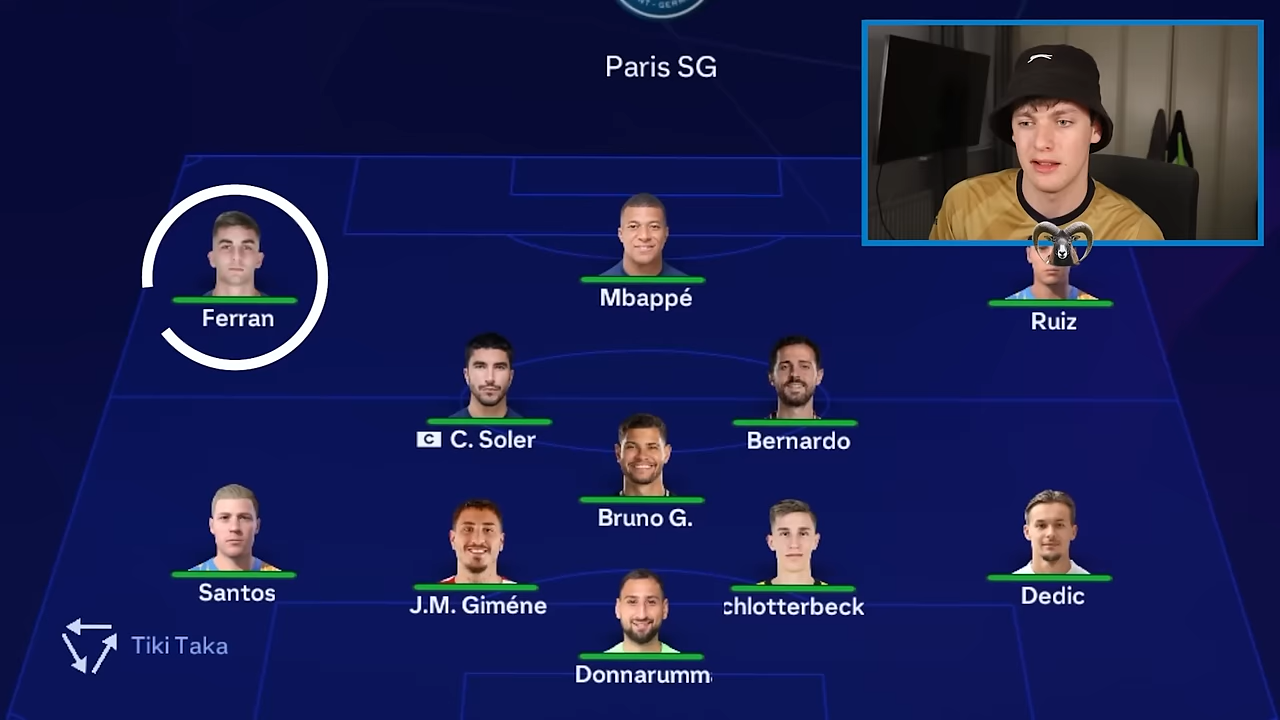 Paris SG
Mbappé
Ferran
Ruiz
C C. Soler
Bernardo
Bruno G.
Santos
J.M. Giméne
chlotterbeck
Dedic
Tiki Taka
Donnarumm